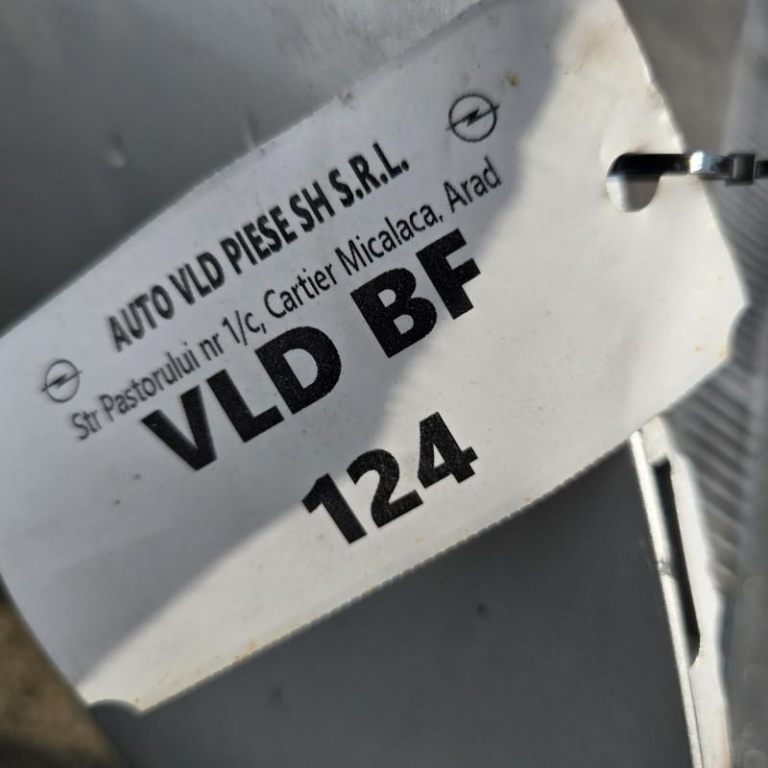 AUTO VLD PIESE SH S.R.L.
Str Pastorului nr 1/c, Cartier Micalaca, Arad
VLD BF
124